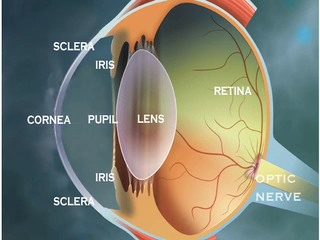 SCLERA
IRIS
RETINA
CORNEA PUPIL LENS
IRIS
OPTIC
NERVE
SCLERA